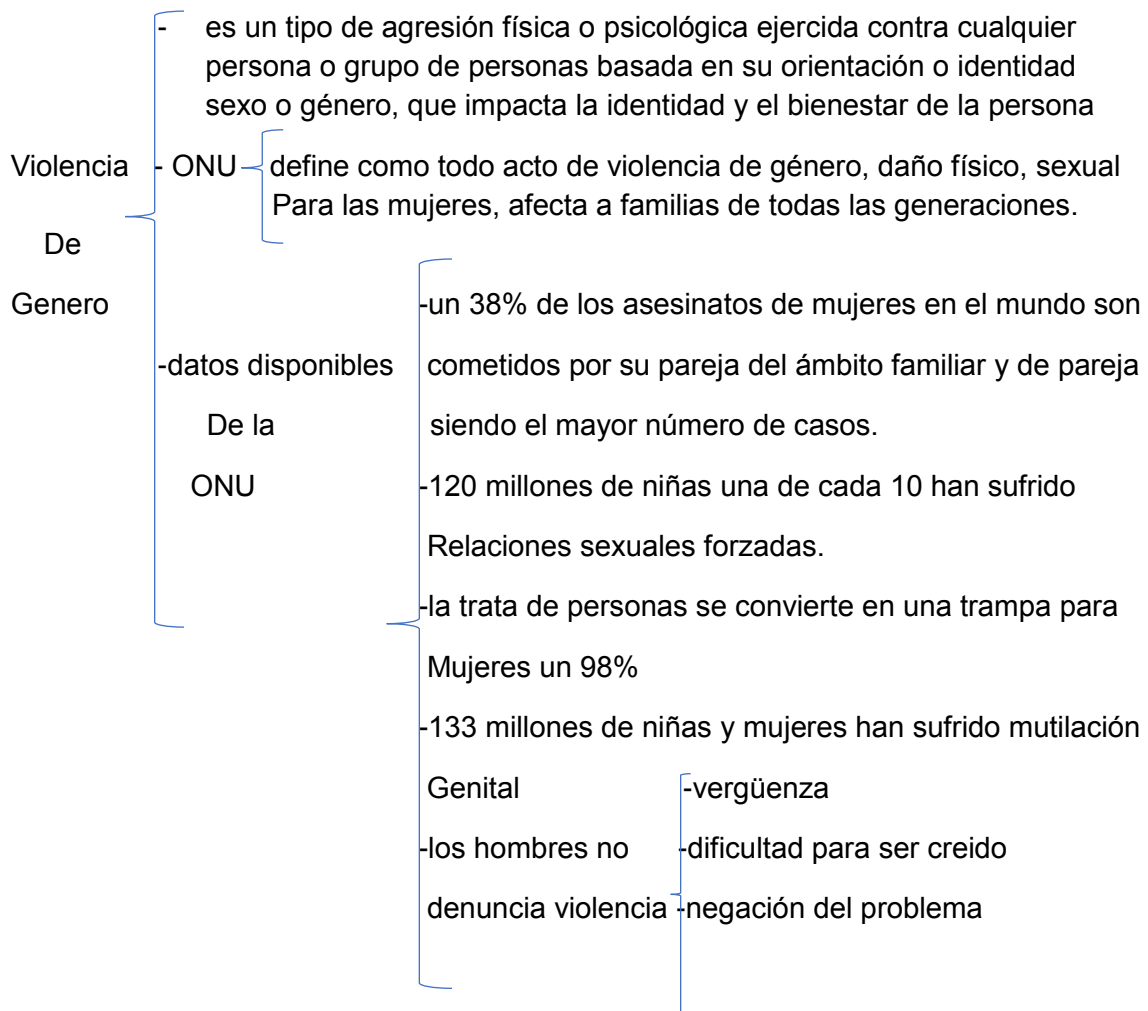 - es un tipo de agresión física o psicológica ejercida contra cualquier
persona o grupo de personas basada en su orientación o identidad
sexo o género, que impacta la identidad y el bienestar de la persona
Violencia - ONU define como todo acto de violencia de género, daño físico, sexual
Para las mujeres, afecta a familias de todas las generaciones.
De
Genero -un 38% de los asesinatos de mujeres en el mundo son
-datos disponibles cometidos por su pareja del ámbito familiar y de pareja
De la siendo el mayor número de casos.
ONU -120 millones de niñas una de cada 10 han sufrido
Relaciones sexuales forzadas.
-la trata de personas se convierte en una trampa para
Mujeres un 98%
-133 millones de niñas y mujeres han sufrido mutilación
Genital -vergüenza
-los hombres no -dificultad para ser creido
denuncia violencia -negación del problema